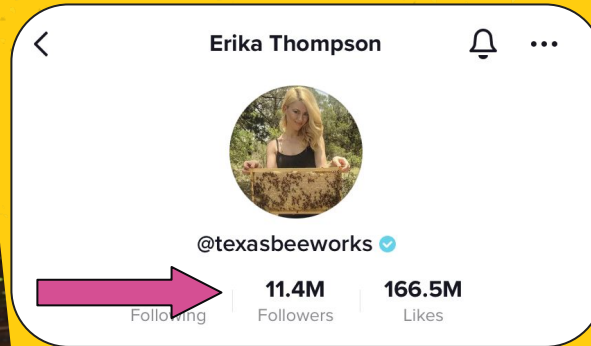 Erika Thompson
@texasbeeworks
11.4M 166.5M
Following Followers Likes